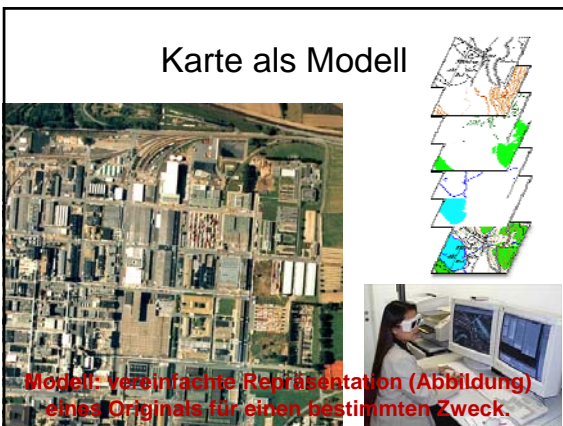 Karte als Modell
Modell: vereinfachte Repräsentation (Abbildung)
eines Originals für einen bestimmten Zweck.